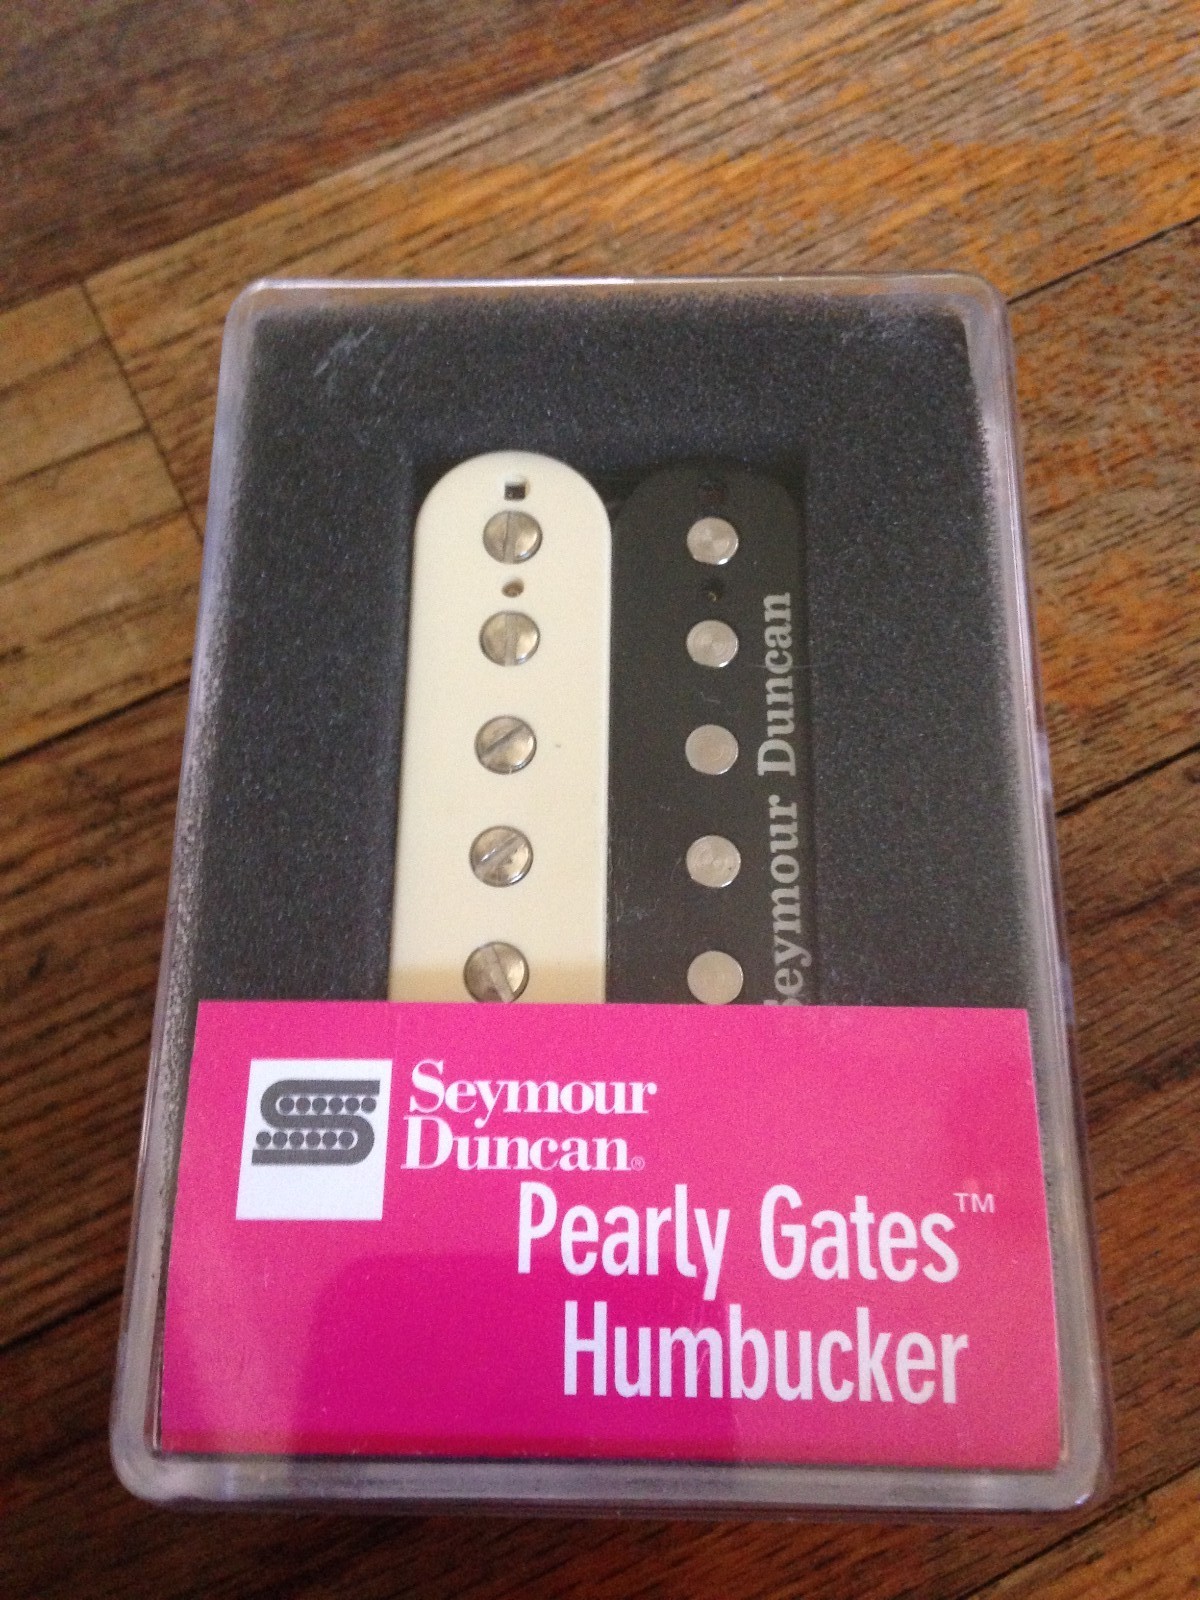 Seymour Duncan
Seymour
Duncan®
Pearly Gates™
Humbucker